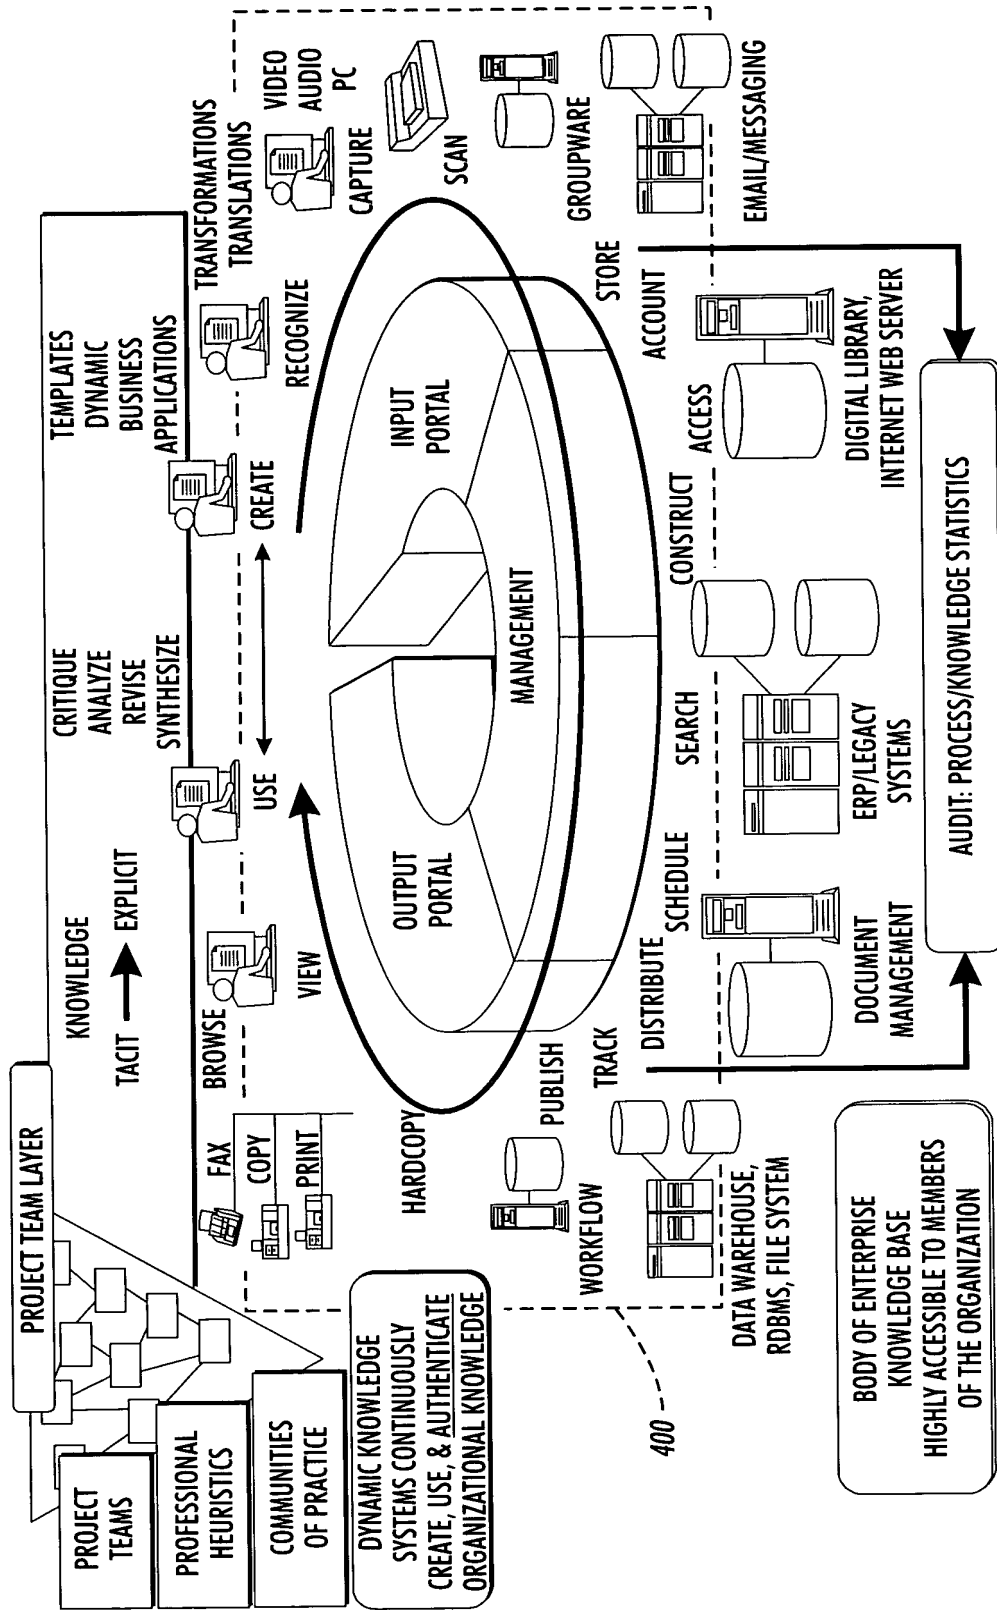 PROJECT TEAM LAYER
PROJECT
TEAMS
PROFESSIONAL
HEURISTICS
COMMUNITIES
OF PRACTICE
DYNAMIC KNOWLEDGE
SYSTEMS CONTINUOUSLY
CREATE, USE, & AUTHENTICATE
ORGANIZATIONAL KNOWLEDGE
KNOWLEDGE
TACIT
EXPLICIT
CRITIQUE
ANALYZE
REVISE
SYNTHESIZE
TEMPLATES
DYNAMIC
BUSINESS
APPLICATIONS
TRANSFORMATIONS
TRANSLATIONS
FAX
COPY
PRINT
HARDCOPY
BROWSE
VIEW
USE
CREATE
RECOGNIZE
VIDEO
AUDIO
PC
CAPTURE
SCAN
GROUPWARE
EMAIL/MESSAGING
OUTPUT
PORTAL
INPUT
PORTAL
MANAGEMENT
PUBLISH
TRACK
DISTRIBUTE
SCHEDULE
SEARCH
CONSTRUCT
ACCESS
ACCOUNT
STORE
WORKFLOW
DATA WAREHOUSE,
RDBMS, FILE SYSTEM
DOCUMENT
MANAGEMENT
ERP/LEGACY
SYSTEMS
DIGITAL LIBRARY,
INTERNET WEB SERVER
400
BODY OF ENTERPRISE
KNOWLEDGE BASE
HIGHLY ACCESSIBLE TO MEMBERS
OF THE ORGANIZATION
AUDIT: PROCESS/KNOWLEDGE STATISTICS